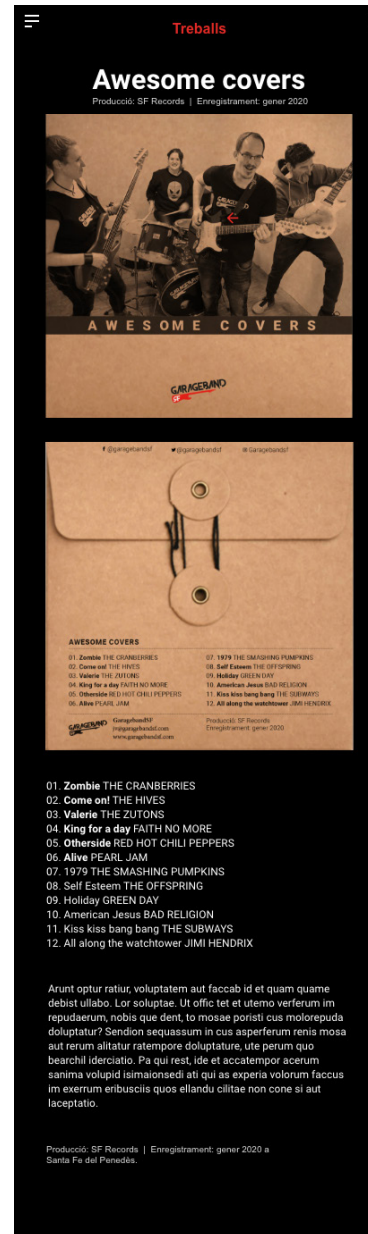 Treballs
Awesome covers
Producció: SF Records | Enregistrament: gener 2020
GARAGEBAND
AWESOME COVERS
GARAGEBAND
SF
@garagebandsf @garagebandsf Garagebandsf
AWESOME COVERS
01. Zombie THE CRANBERRIES
02. Come on! THE HIVES
03. Valerie THE ZUTONS
04. King for a day FAITH NO MORE
05. Otherside RED HOT CHILI PEPPERS
06. Alive PEARL JAM
07. 1979 THE SMASHING PUMPKINS
08. Self Esteem THE OFFSPRING
09. Holiday GREEN DAY
10. American Jesus BAD RELIGION
11. Kiss kiss bang bang THE SUBWAYS
12. All along the watchtower JIMI HENDRIX
GARAGEBAND
GaragebandSF
www.garagebandsf.com
Producció: SF Records
Enregistrament: gener 2020
01. Zombie THE CRANBERRIES
02. Come on! THE HIVES
03. Valerie THE ZUTONS
04. King for a day FAITH NO MORE
05. Otherside RED HOT CHILI PEPPERS
06. Alive PEARL JAM
07. 1979 THE SMASHING PUMPKINS
08. Self Esteem THE OFFSPRING
09. Holiday GREEN DAY
10. American Jesus BAD RELIGION
11. Kiss kiss bang bang THE SUBWAYS
12. All along the watchtower JIMI HENDRIX
Arunt optur ratiur, voluptatem aut faccab id et quam quame
debist ullabo. Lor soluptae. Ut offic tet et utemo verferum im
repudaerum, nobis que dent, to mosae poristi cus molorepuda
doluptatur? Sendion sequassum in cus asperferum renis mosa
aut rerum alitatur ratempore doluptature, ute perum quo
bearchil iderciatio. Pa qui rest, ide et accatempor acerum
sanima volupid isimaionsedi ati qui as experia volorum faccus
im exerrum eribusciis quos ellandu cilitae non cone si aut
laceptatio.
Producció: SF Records | Enregistrament: gener 2020 a
Santa Fe del Penedès.